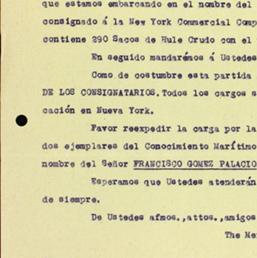 que estamos embarcando en el nombre del
consignado á la New York Commercial Comp
contiene 290 Sacos de Hule Crudo con el
En seguido mandarémos á Ustedes
Como de costumbre esta partida
DE LOS CONSIGNATARIOS. Todos los cargos s
cación en Nueva York.
Favor reexpedir la carga por la
dos ejemplares del Conocimiento Marítimo
nombre del Señor FRANCISCO GOMEZ PALACIO
Esperamos que Ustedes atenderán
de siempre.
De Ustedes afmos.,attos.,amigos
The Me